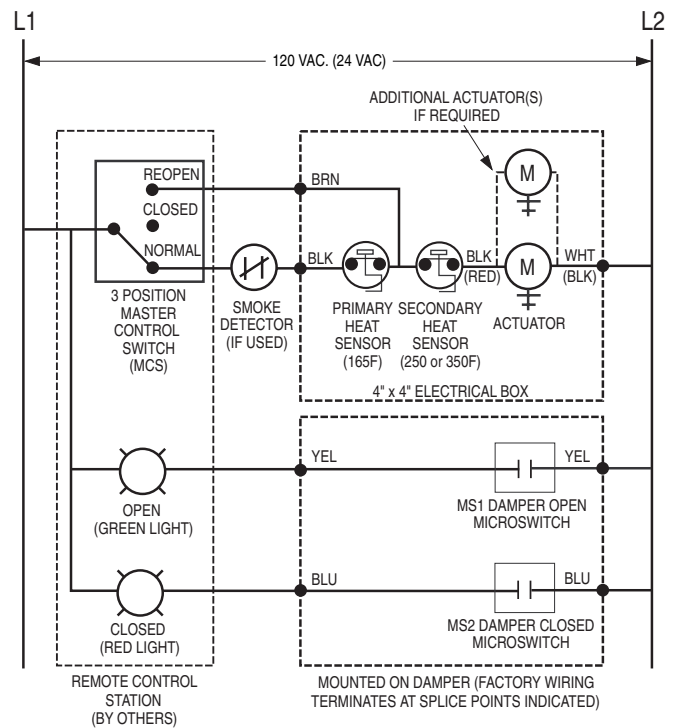 L1
L2
120 VAC. (24 VAC)
ADDITIONAL ACTUATOR(S)
IF REQUIRED
REOPEN
CLOSED
NORMAL
BRN
BLK
M
M
BLK
(RED)
WHT
(BLK)
3 POSITION
MASTER
CONTROL
SWITCH
(MCS)
SMOKE
DETECTOR
(IF USED)
PRIMARY
HEAT
SENSOR
(165F)
SECONDARY
HEAT
SENSOR
(250 or 350F)
ACTUATOR
4" x 4" ELECTRICAL BOX
YEL
YEL
OPEN
(GREEN LIGHT)
MS1 DAMPER OPEN
MICROSWITCH
BLU
BLU
CLOSED
(RED LIGHT)
MS2 DAMPER CLOSED
MICROSWITCH
REMOTE CONTROL
STATION
(BY OTHERS)
MOUNTED ON DAMPER (FACTORY WIRING
TERMINATES AT SPLICE POINTS INDICATED)